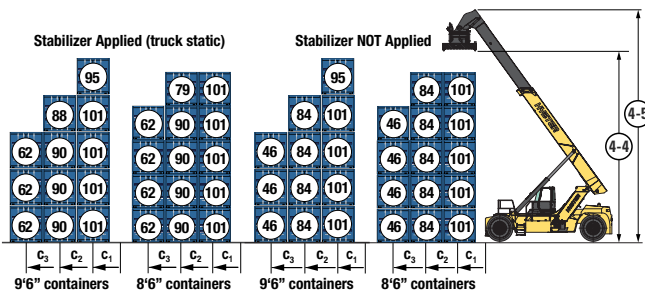 Stabilizer Applied (truck static)
Stabilizer NOT Applied
95
88 101
62 90 101
62 90 101
62 90 101
79 101
62 90 101
62 90 101
62 90 101
62 90 101
95
84 101
46 84 101
46 84 101
46 84 101
84 101
46 84 101
46 84 101
46 84 101
46 84 101
HYSTER
4-5
4-4
c3 c2 c1
c3 c2 c1
c3 c2 c1
c3 c2 c1
9‘6” containers
8‘6” containers
9‘6” containers
8‘6” containers